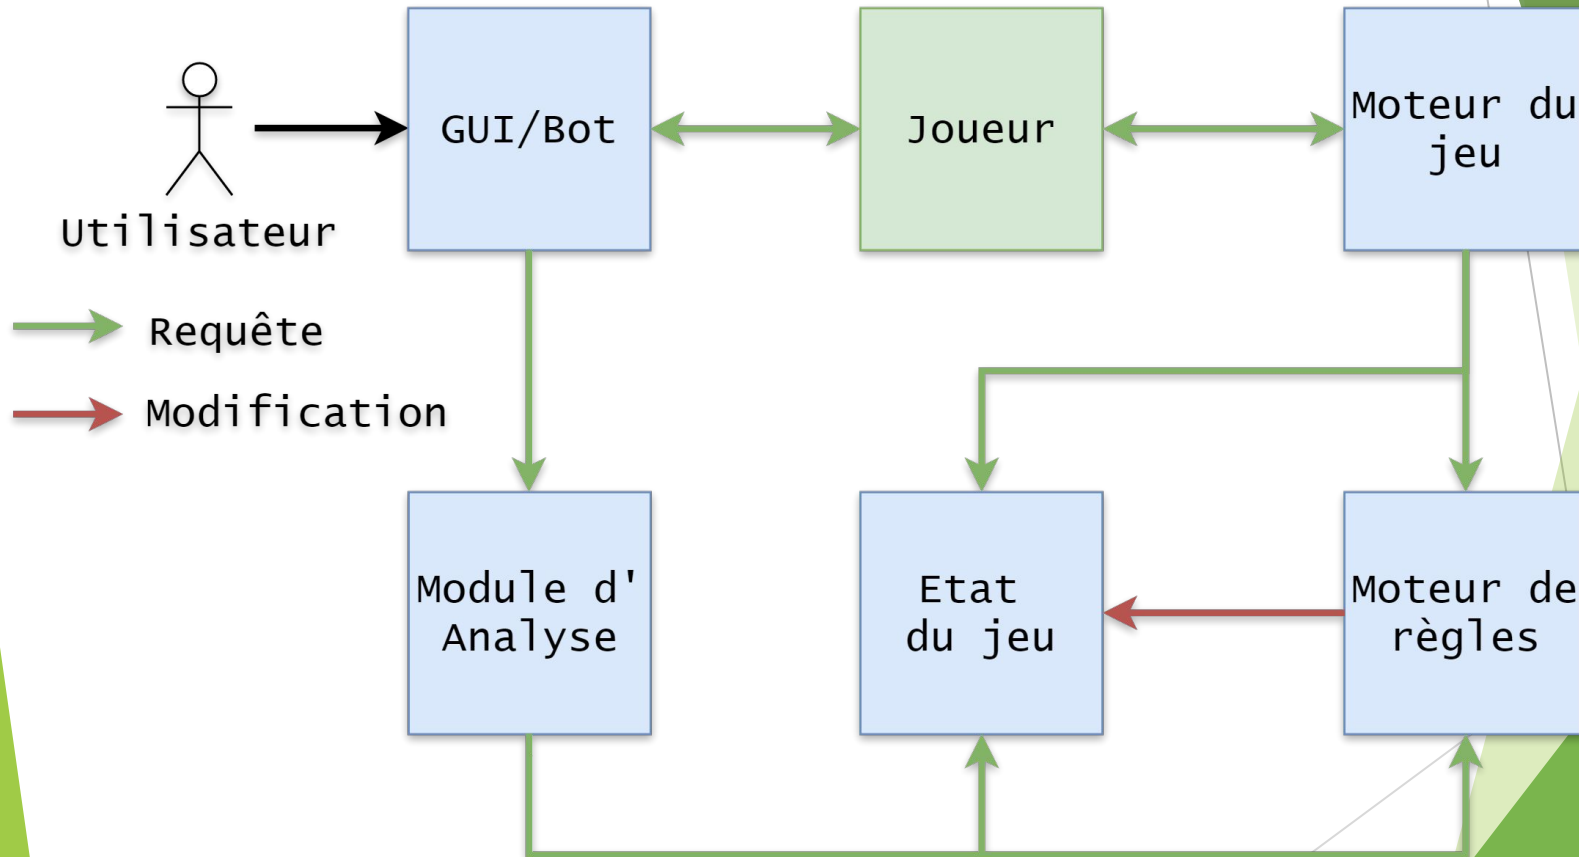 GUI/Bot
Joueur
Moteur du
jeu
Utilisateur
Requête
Modification
Module d'
Analyse
Etat
du jeu
Moteur de
règles